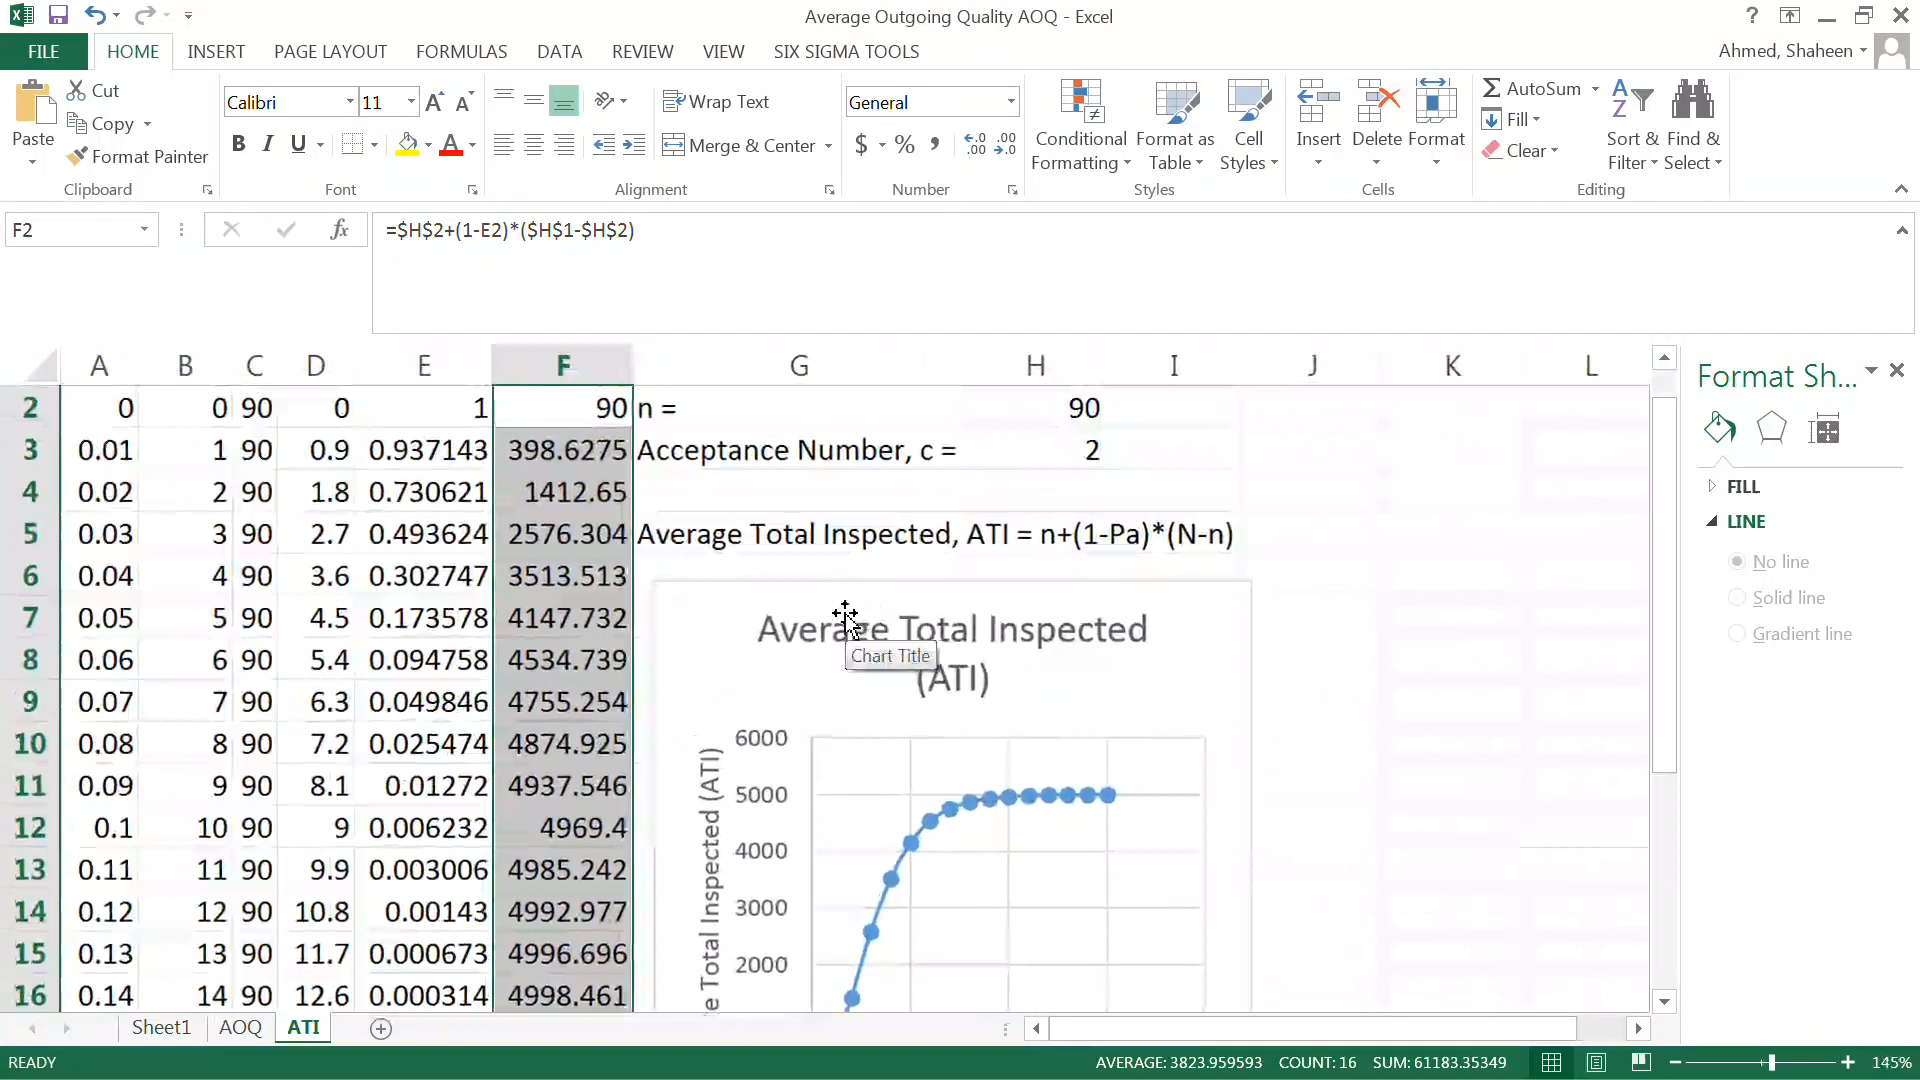 Average Outgoing Quality AOQ - Excel
?
FILE HOME INSERT PAGE LAYOUT FORMULAS DATA REVIEW VIEW SIX SIGMA TOOLS
Ahmed, Shaheen
Paste
Cut
Copy
Format Painter
Clipboard
Calibri 11
B I U
Font
Wrap Text
Merge & Center
Alignment
General
$ % , .00
Number
Conditional Formatting
Format as Table
Cell Styles
Styles
Insert Delete Format
Cells
AutoSum
Fill
Clear
Sort & Filter
Find & Select
Editing
F2
fx
=$H$2+(1-E2)*($H$1-$H$2)
A B C D E F G H I J K L
2 0 0 90 0 1 90 n = 90
3 0.01 1 90 0.9 0.937143 398.6275 Acceptance Number, c = 2
4 0.02 2 90 1.8 0.730621 1412.65
5 0.03 3 90 2.7 0.493624 2576.304 Average Total Inspected, ATI = n+(1-Pa)*(N-n)
6 0.04 4 90 3.6 0.302747 3513.513
7 0.05 5 90 4.5 0.173578 4147.732
8 0.06 6 90 5.4 0.094758 4534.739
9 0.07 7 90 6.3 0.049846 4755.254
10 0.08 8 90 7.2 0.025474 4874.925
11 0.09 9 90 8.1 0.01272 4937.546
12 0.1 10 90 9 0.006232 4969.4
13 0.11 11 90 9.9 0.003006 4985.242
14 0.12 12 90 10.8 0.00143 4992.977
15 0.13 13 90 11.7 0.000673 4996.696
16 0.14 14 90 12.6 0.000314 4998.461
Average Total Inspected
(ATI)
Chart Title
6000
5000
4000
3000
2000
e Total Inspected (ATI)
Format Sh...
FILL
LINE
No line
Solid line
Gradient line
Sheet1 AOQ ATI
READY
AVERAGE: 3823.959593 COUNT: 16 SUM: 61183.35349
145%